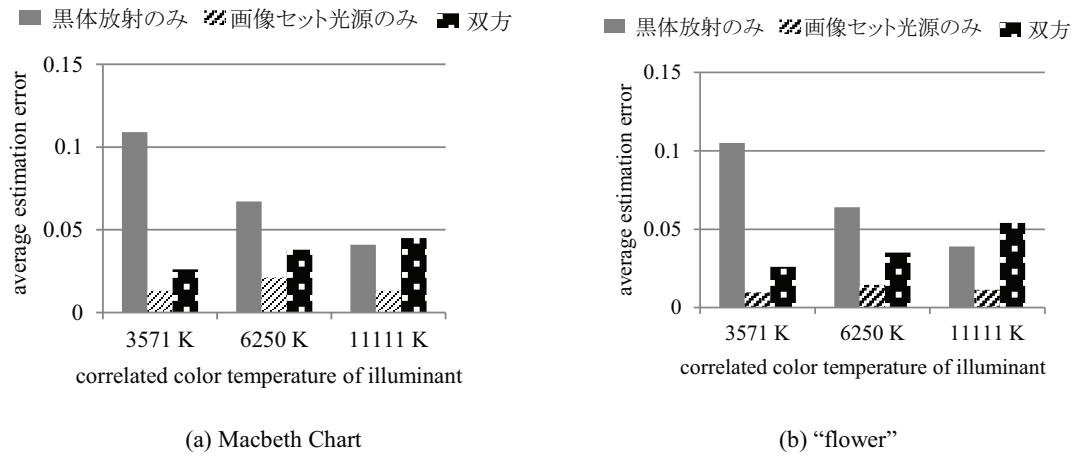 黒体放射のみ 画像セット光源のみ 双方
0.15
0.1
0.05
0
average estimation error
3571 K 6250 K 11111 K
correlated color temperature of illuminant
(a) Macbeth Chart
黒体放射のみ 画像セット光源のみ 双方
0.15
0.1
0.05
0
average estimation error
3571 K 6250 K 11111 K
correlated color temperature of illuminant
(b) “flower”